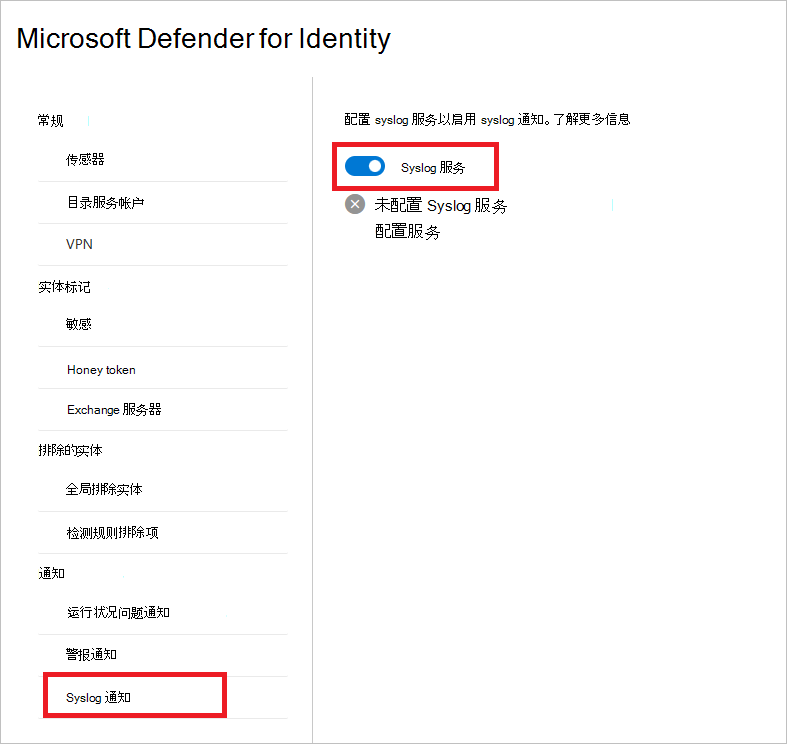 Microsoft Defender for Identity
常规
传感器
目录服务帐户
VPN
实体标记
敏感
Honey token
Exchange 服务器
排除的实体
全局排除实体
检测规则排除项
通知
运行状况问题通知
警报通知
Syslog 通知
配置 syslog 服务以启用 syslog 通知。了解更多信息
Syslog 服务
未配置 Syslog 服务
配置服务